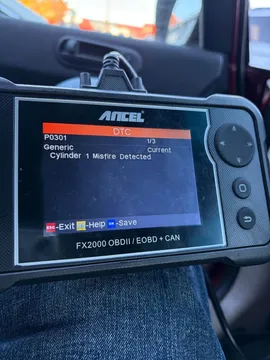 ANCEL
DTC
P0301 1/3
Generic Current
Cylinder 1 Misfire Detected
ESC-Exit -Help -Save
FX2000 OBDII / EOBD + CAN